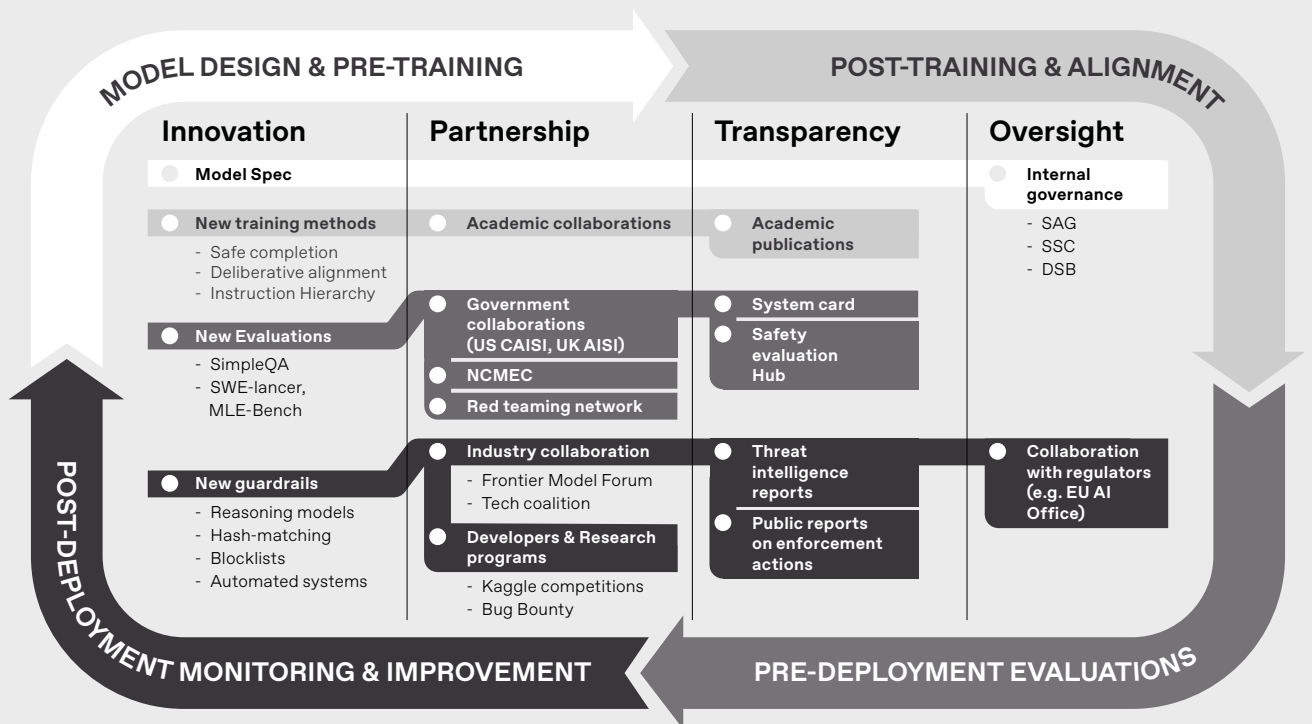 MODEL DESIGN & PRE-TRAINING
POST-TRAINING & ALIGNMENT
Innovation
Model Spec
New training methods
- Safe completion
- Deliberative alignment
- Instruction Hierarchy
New Evaluations
- SimpleQA
- SWE-lancer,
MLE-Bench
New guardrails
- Reasoning models
- Hash-matching
- Blocklists
- Automated systems
Partnership
Academic collaborations
Government
collaborations
(US CAISI, UK AISI)
NCMEC
Red teaming network
Industry collaboration
- Frontier Model Forum
- Tech coalition
Developers & Research
programs
- Kaggle competitions
- Bug Bounty
Transparency
Academic
publications
System card
Safety
evaluation
Hub
Threat
intelligence
reports
Public reports
on enforcement
actions
Oversight
Internal
governance
- SAG
- SSC
- DSB
Collaboration
with regulators
(e.g. EU AI
Office)
POST-DEPLOYMENT MONITORING & IMPROVEMENT
PRE-DEPLOYMENT EVALUATIONS